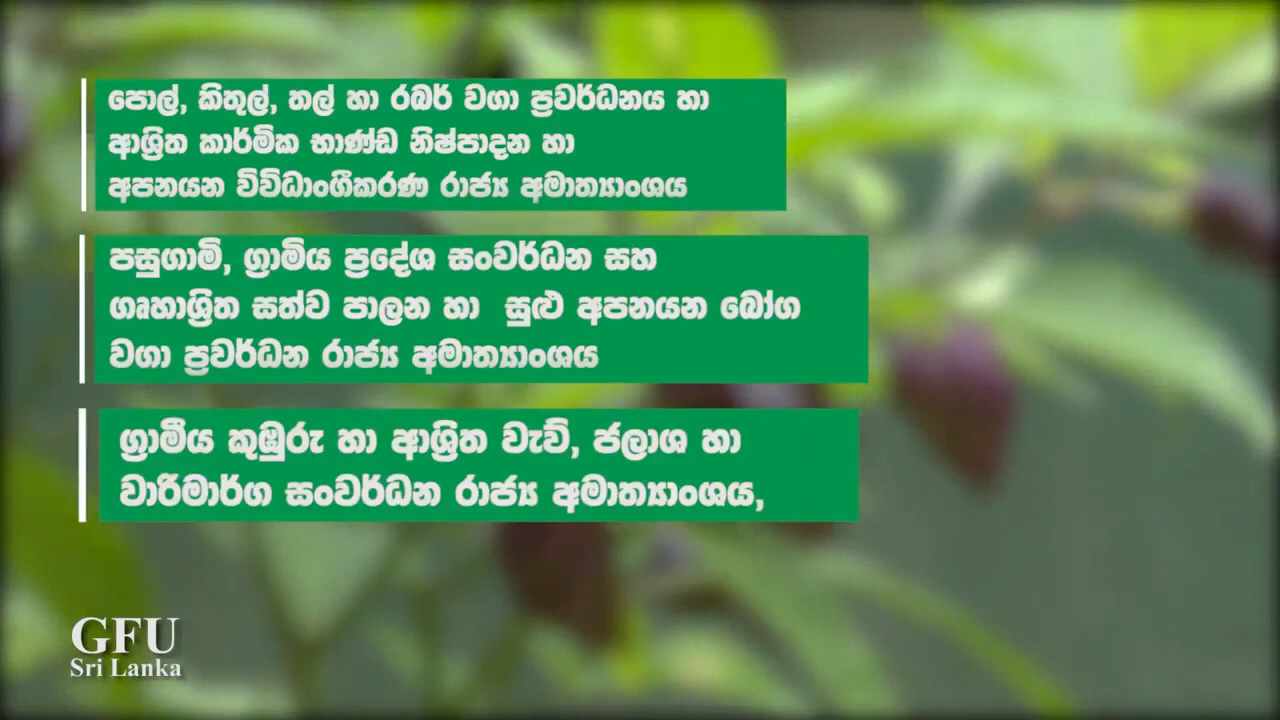 පොල්, කිතුල්, තල් හා රබර් වගා ප්‍රවර්ධනය හා
ආශ්‍රිත කාර්මික භාණ්ඩ නිෂ්පාදන හා
අපනයන විවිධාංගීකරණ රාජ්‍ය අමාත්‍යාංශය
පසුගාමි, ග්‍රාමිය ප්‍රදේශ සංවර්ධන සහ
ගෘහාශ්‍රිත සත්ව පාලන හා සුළු අපනයන බෝග
වගා ප්‍රවර්ධන රාජ්‍ය අමාත්‍යාංශය
ග්‍රාමීය කුඹුරු හා ආශ්‍රිත වැව්, ජලාශ හා
වාරිමාර්ග සංවර්ධන රාජ්‍ය අමාත්‍යාංශය,
GFU
Sri Lanka